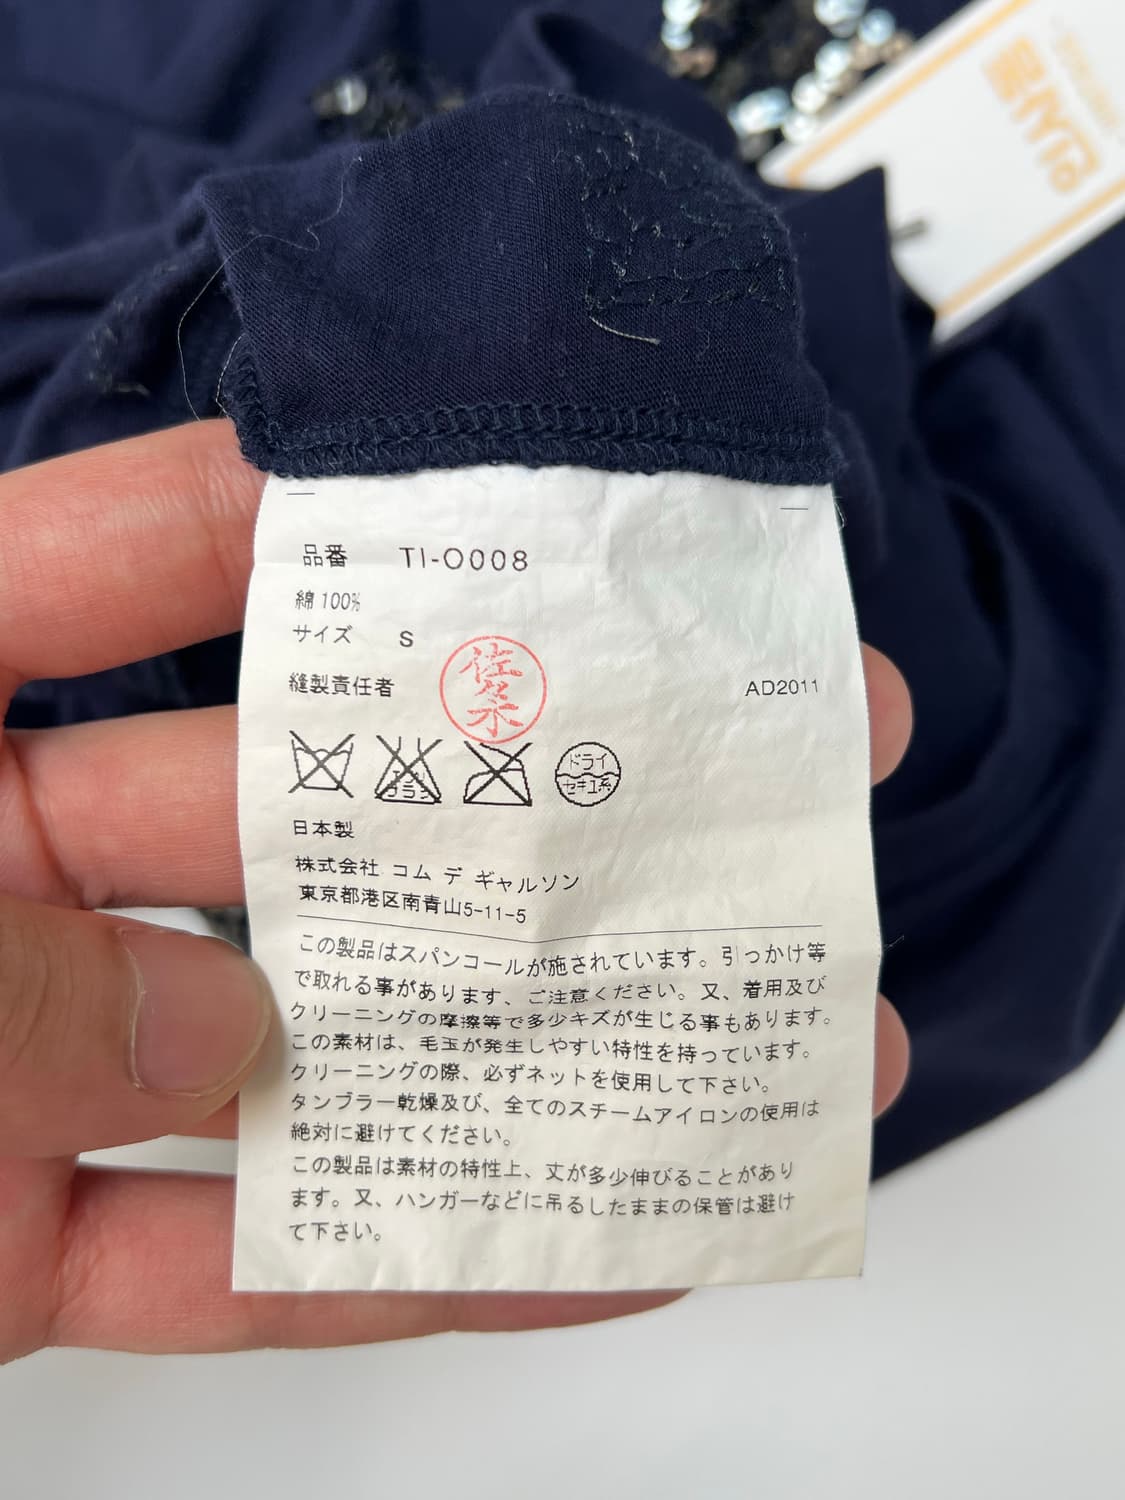 品番 TI-O008
綿 100%
サイズ S
縫製責任者 佐々木 AD2011
エンソ
ドライ
セキユ系
日本製
株式会社 コム デ ギャルソン
東京都港区南青山5-11-5
この製品はスパンコールが施されています。引っかけ等
で取れる事があります、ご注意ください。又、着用及び
クリーニングの摩擦等で多少キズが生じる事もあります。
この素材は、毛玉が発生しやすい特性を持っています。
クリーニングの際、必ずネットを使用して下さい。
タンブラー乾燥及び、全てのスチームアイロンの使用は
絶対に避けてください。
この製品は素材の特性上、丈が多少伸びることがあり
ます。又、ハンガーなどに吊るしたままの保管は避け
て下さい。